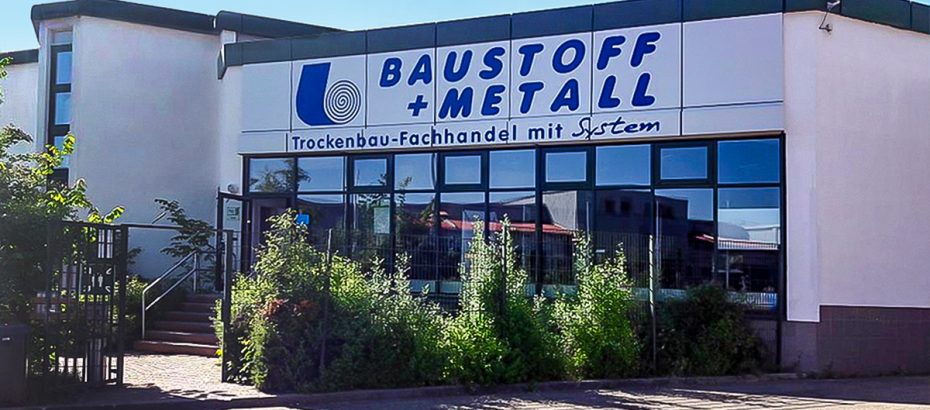 BAUSTOFF
+METALL
Trockenbau-Fachhandel mit System